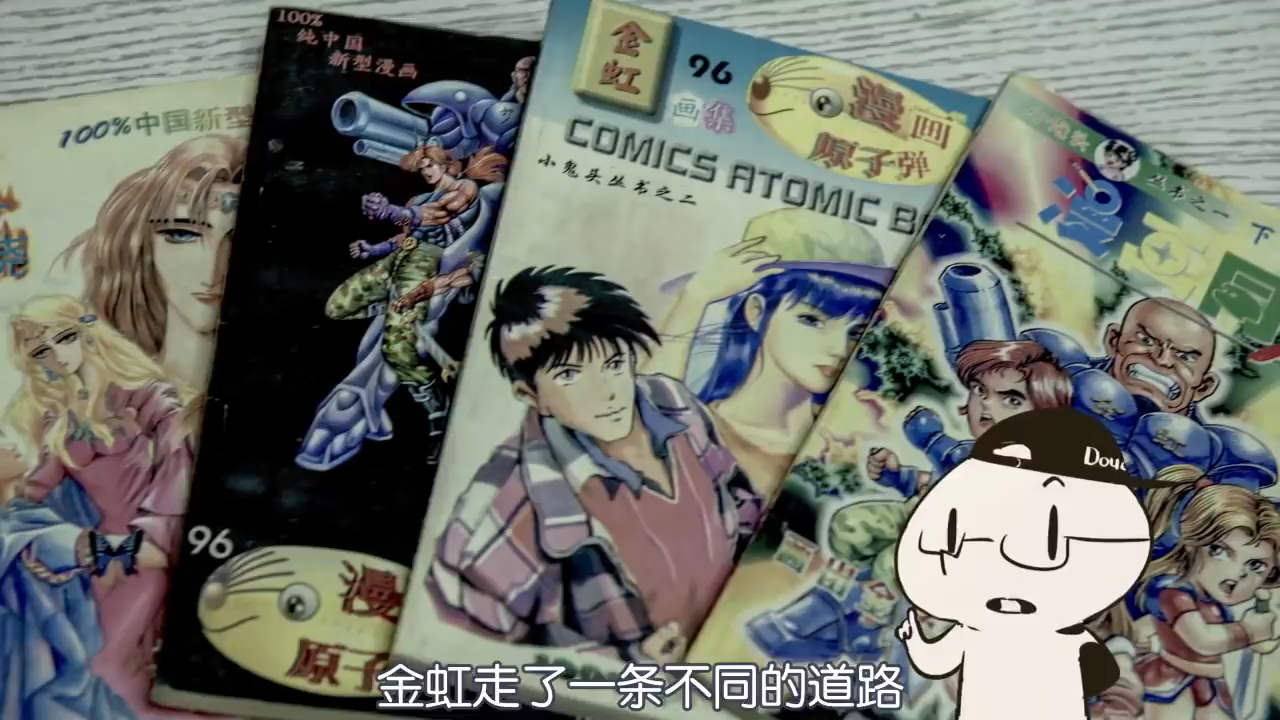 100%中国新型
100%
纯中国
新型漫画
96
漫
原子
金
虹
96
画集
漫画
原子弹
COMICS ATOMIC B
小鬼头丛书之二
丛书之一
下
Dou
金虹走了一条不同的道路